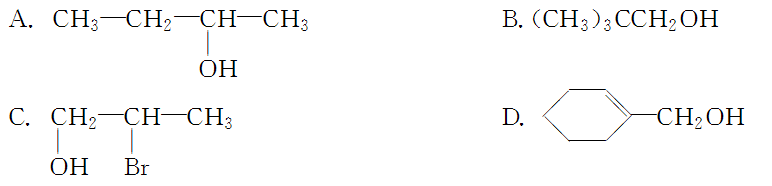 A. CH₃—CH₂—CH—CH₃
OH
B. (CH₃)₃CCH₂OH
C. CH₂—CH—CH₃
OH Br
D. —CH₂OH